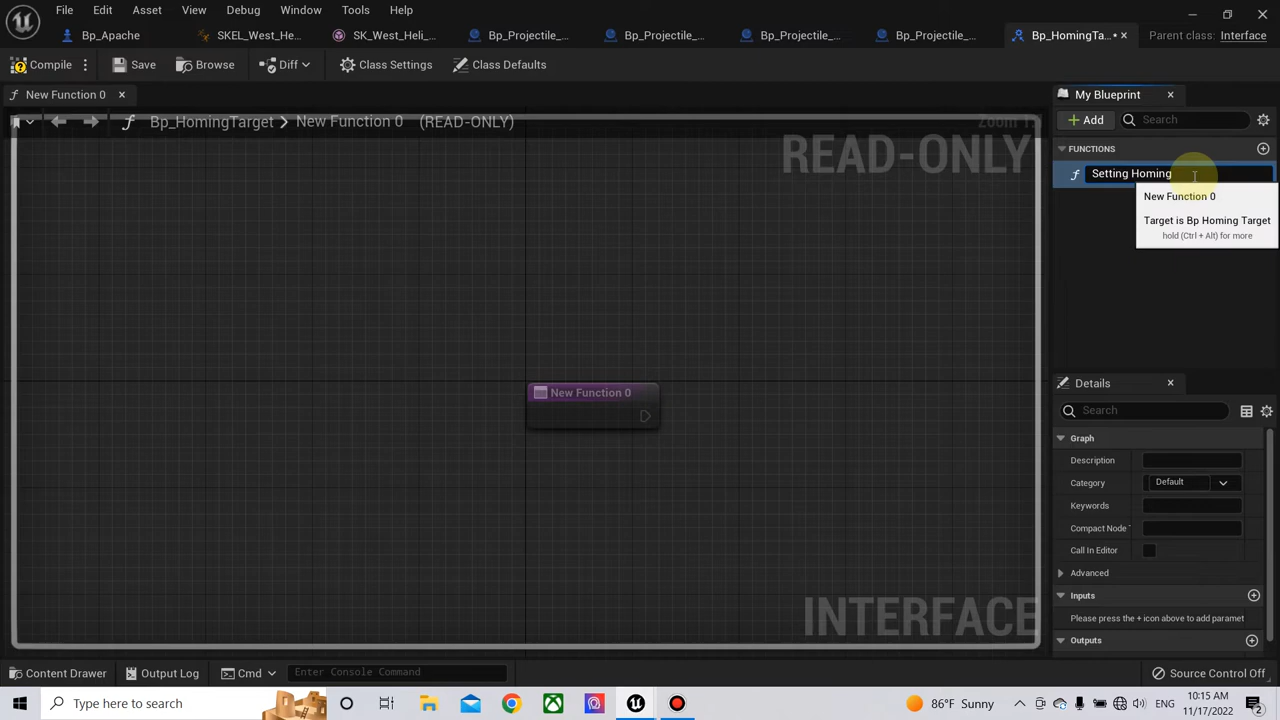 File Edit Asset View Debug Window Tools Help
Bp_Apache SKEL_West_He... SK_West_Heli_... Bp_Projectile_... Bp_Projectile_... Bp_Projectile_... Bp_Projectile_... Bp_HomingTa...• Parent class: Interface
Compile Save Browse Diff Class Settings Class Defaults
New Function 0
My Blueprint
Bp_HomingTarget > New Function 0 (READ-ONLY)
Zoom 1:
READ-ONLY
Add Search
FUNCTIONS
Setting Homing
New Function 0
Target is Bp Homing Target
hold (Ctrl + Alt) for more
New Function 0
Details
Search
Graph
Description
Category Default
Keywords
Compact Node T
Call In Editor
Advanced
Inputs
Please press the + icon above to add paramet
Outputs
INTERFACE
Content Drawer Output Log Cmd Enter Console Command Source Control Off
Type here to search 86°F Sunny ENG 10:15 AM
11/17/2022 2